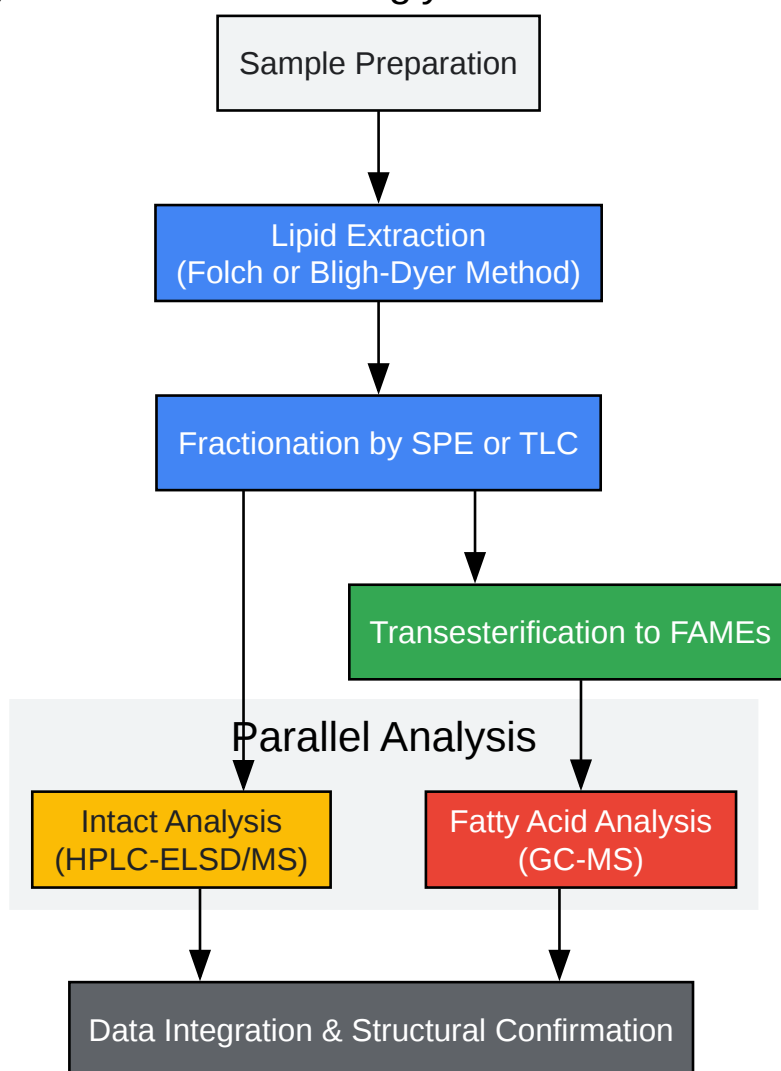 Sample Preparation
Lipid Extraction
(Folch or Bligh-Dyer Method)
Fractionation by SPE or TLC
Transesterification to FAMEs
Parallel Analysis
Intact Analysis
(HPLC-ELSD/MS)
Fatty Acid Analysis
(GC-MS)
Data Integration & Structural Confirmation